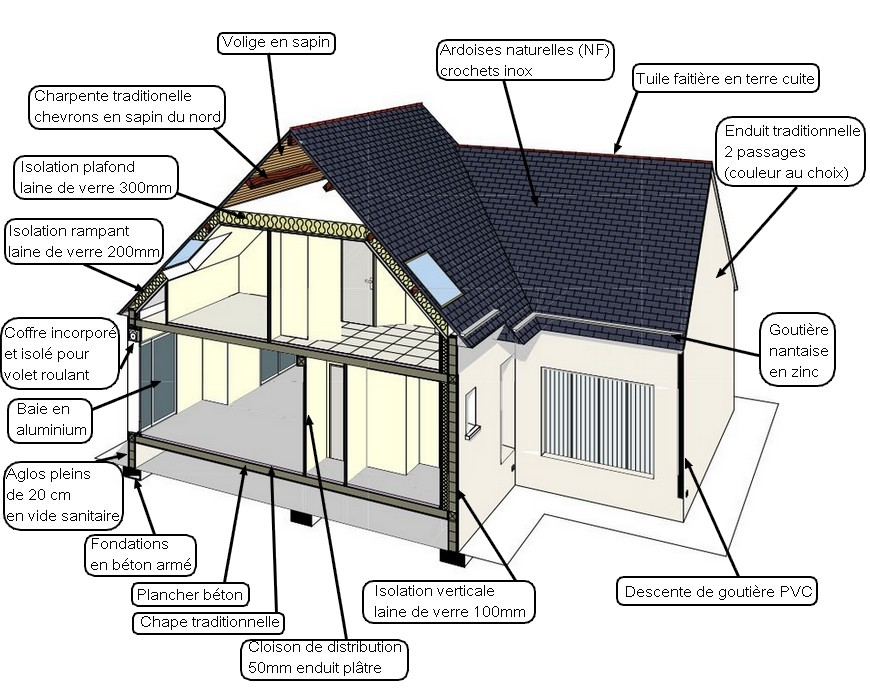 Volige en sapin
Ardoises naturelles (NF)
crochets inox
Tuile faitière en terre cuite
Charpente traditionelle
chevrons en sapin du nord
Enduit traditionnelle
2 passages
(couleur au choix)
Isolation plafond
laine de verre 300mm
Isolation rampant
laine de verre 200mm
Coffre incorporé
et isolé pour
volet roulant
Goutière
nantaise
en zinc
Baie en
aluminium
Aglos pleins
de 20 cm
en vide sanitaire
Fondations
en béton armé
Plancher béton
Chape traditionnelle
Cloison de distribution
50mm enduit plâtre
Isolation verticale
laine de verre 100mm
Descente de goutière PVC